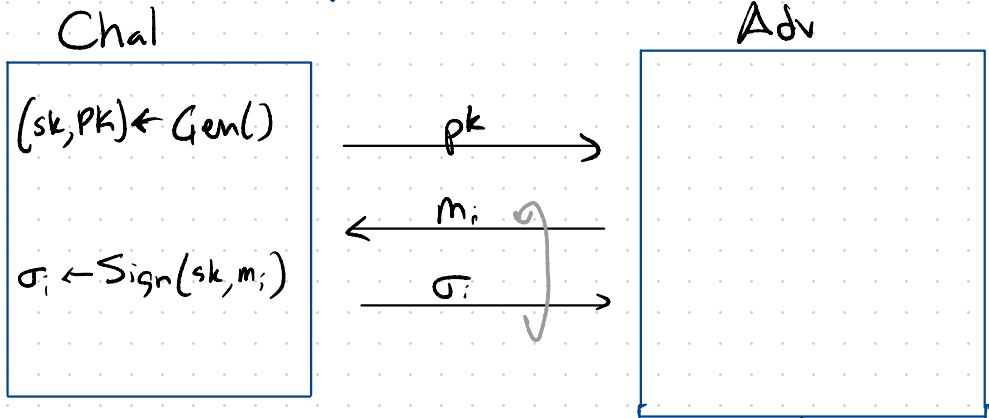 Chal
Adv
(sk,pk)← Gen()
pk
mᵢ
σᵢ ←Sign(sk,mᵢ)
σᵢ